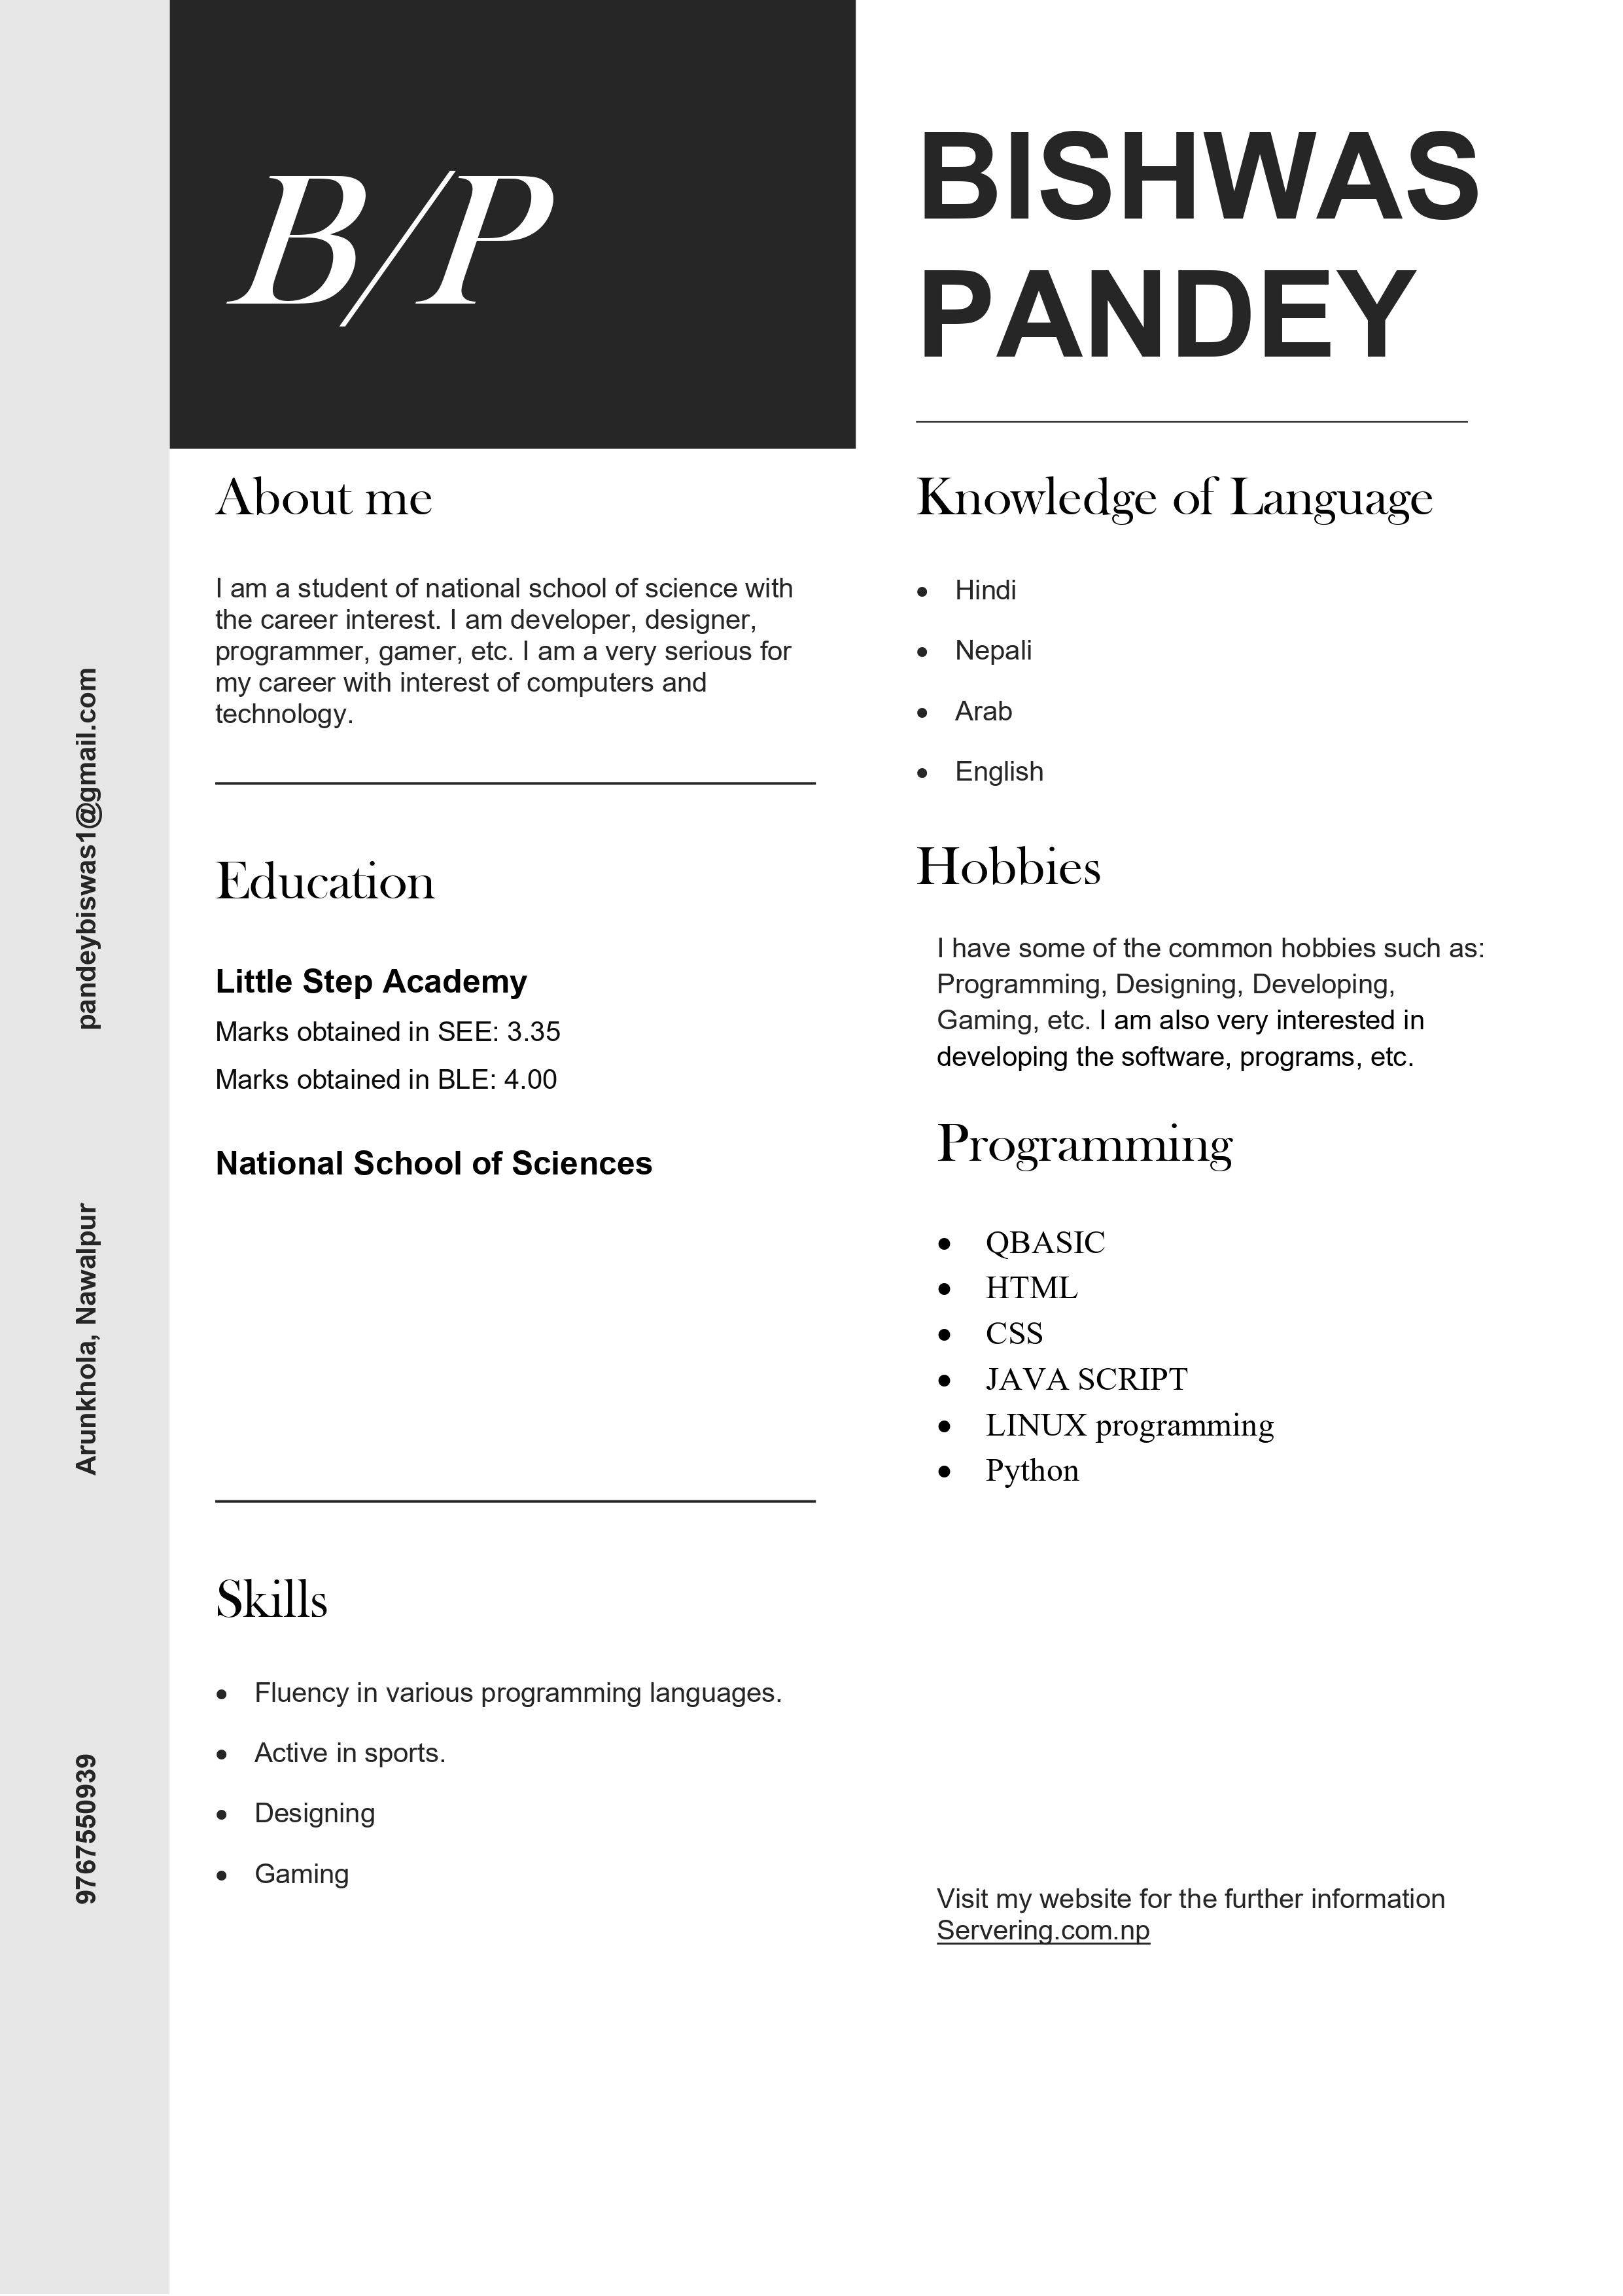 B/P
BISHWAS
PANDEY
pandeybiswas1@gmail.com
Arunkhola, Nawalpur
9767550939
About me
I am a student of national school of science with
the career interest. I am developer, designer,
programmer, gamer, etc. I am a very serious for
my career with interest of computers and
technology.
Education
Little Step Academy
Marks obtained in SEE: 3.35
Marks obtained in BLE: 4.00
National School of Sciences
Skills
Fluency in various programming languages.
Active in sports.
Designing
Gaming
Knowledge of Language
Hindi
Nepali
Arab
English
Hobbies
I have some of the common hobbies such as:
Programming, Designing, Developing,
Gaming, etc. I am also very interested in
developing the software, programs, etc.
Programming
QBASIC
HTML
CSS
JAVA SCRIPT
LINUX programming
Python
Visit my website for the further information
Servering.com.np